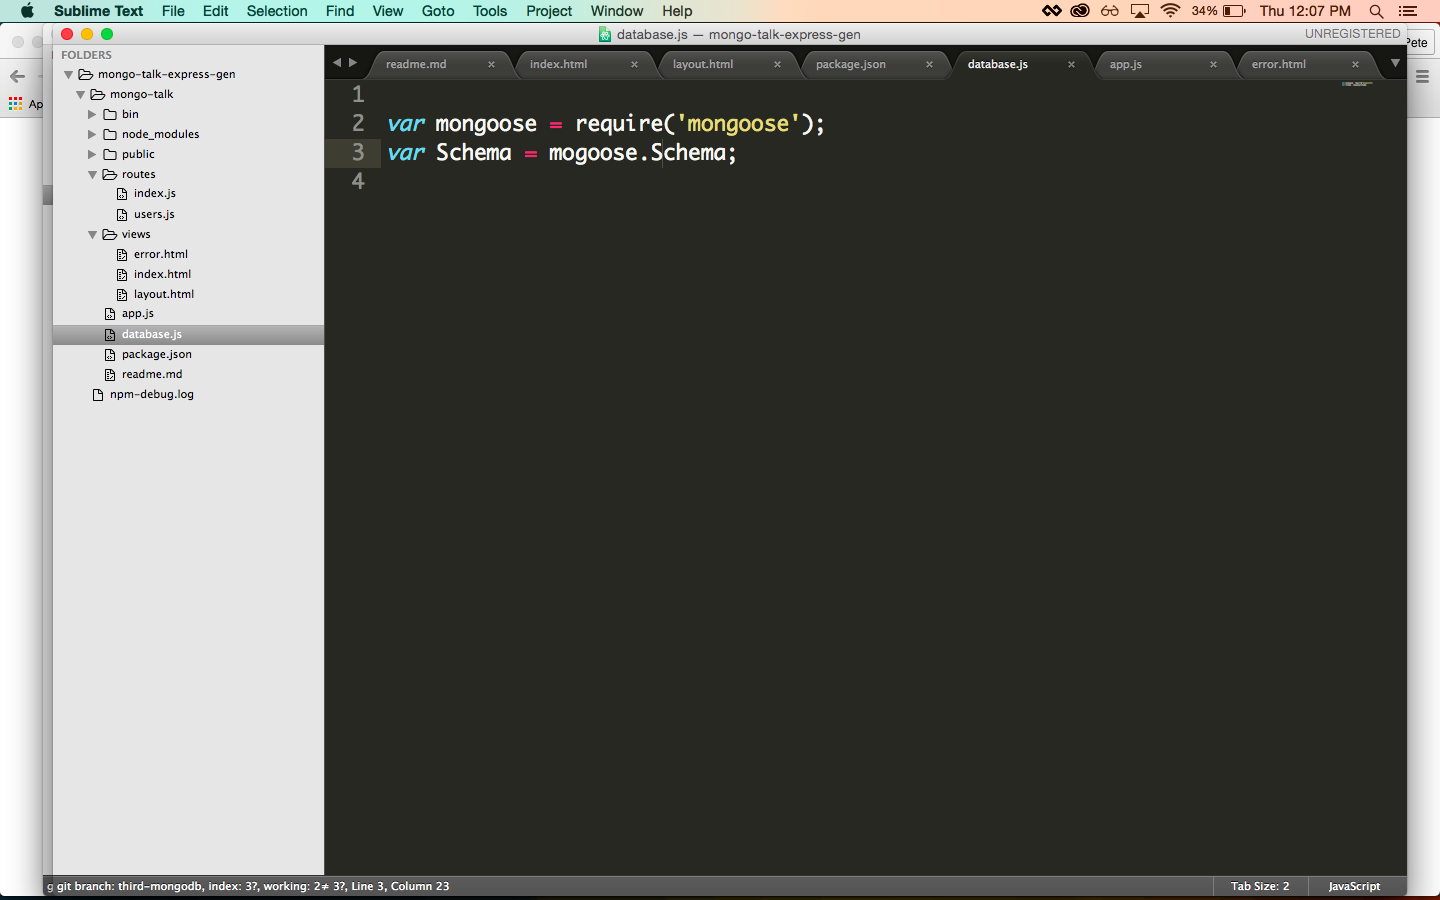 Sublime Text File Edit Selection Find View Goto Tools Project Window Help 34% Thu 12:07 PM
database.js — mongo-talk-express-gen UNREGISTERED
Pete
Ap
FOLDERS
mongo-talk-express-gen
mongo-talk
bin
node_modules
public
routes
index.js
users.js
views
error.html
index.html
layout.html
app.js
database.js
package.json
readme.md
npm-debug.log
readme.md × index.html × layout.html × package.json × database.js × app.js × error.html ×
1
2 var mongoose = require('mongoose');
3 var Schema = mogoose.Schema;
4
g git branch: third-mongodb, index: 3?, working: 2≠ 3?, Line 3, Column 23 Tab Size: 2 JavaScript